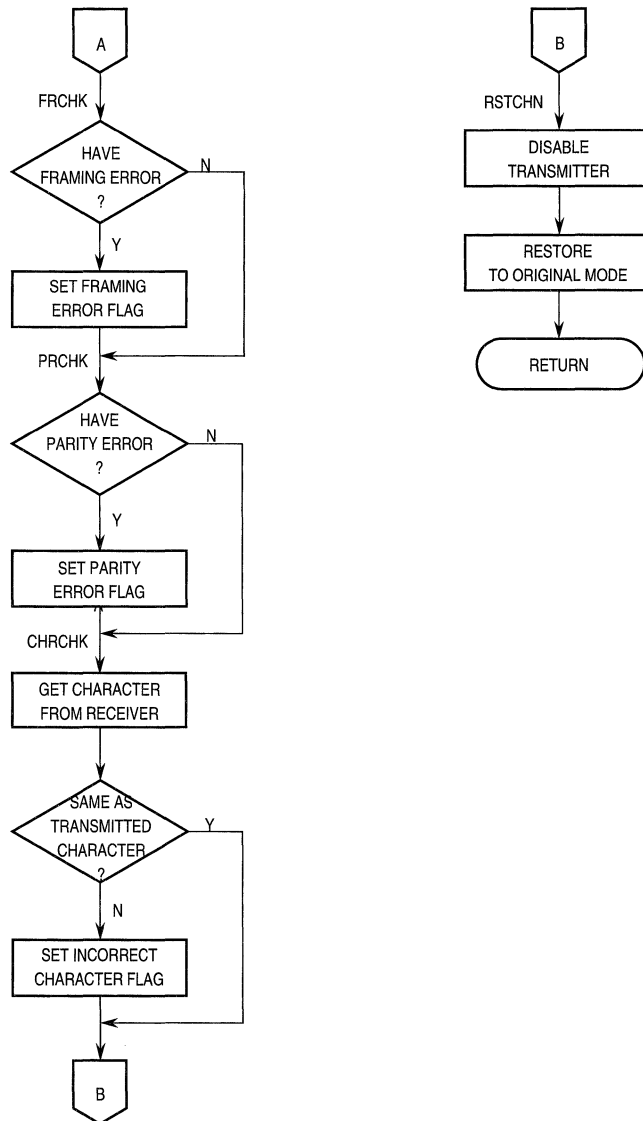 A
FRCHK
HAVE
FRAMING ERROR
?
N
Y
SET FRAMING
ERROR FLAG
PRCHK
HAVE
PARITY ERROR
?
N
Y
SET PARITY
ERROR FLAG
CHRCHK
GET CHARACTER
FROM RECEIVER
SAME AS
TRANSMITTED
CHARACTER
?
Y
N
SET INCORRECT
CHARACTER FLAG
B
B
RSTCHN
DISABLE
TRANSMITTER
RESTORE
TO ORIGINAL MODE
RETURN